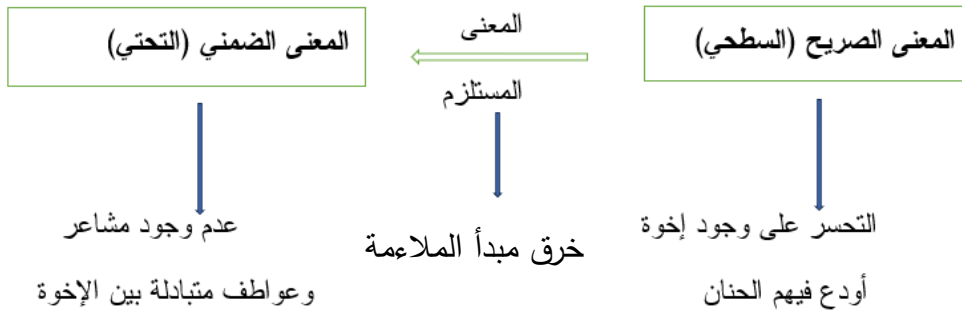 المعنى الصريح (السطحي)
المعنى
المستلزم
المعنى الضمني (التحتي)
التحسر على وجود إخوة
أودع فيهم الحنان
خرق مبدأ الملاءمة
عدم وجود مشاعر
وعواطف متبادلة بين الإخوة